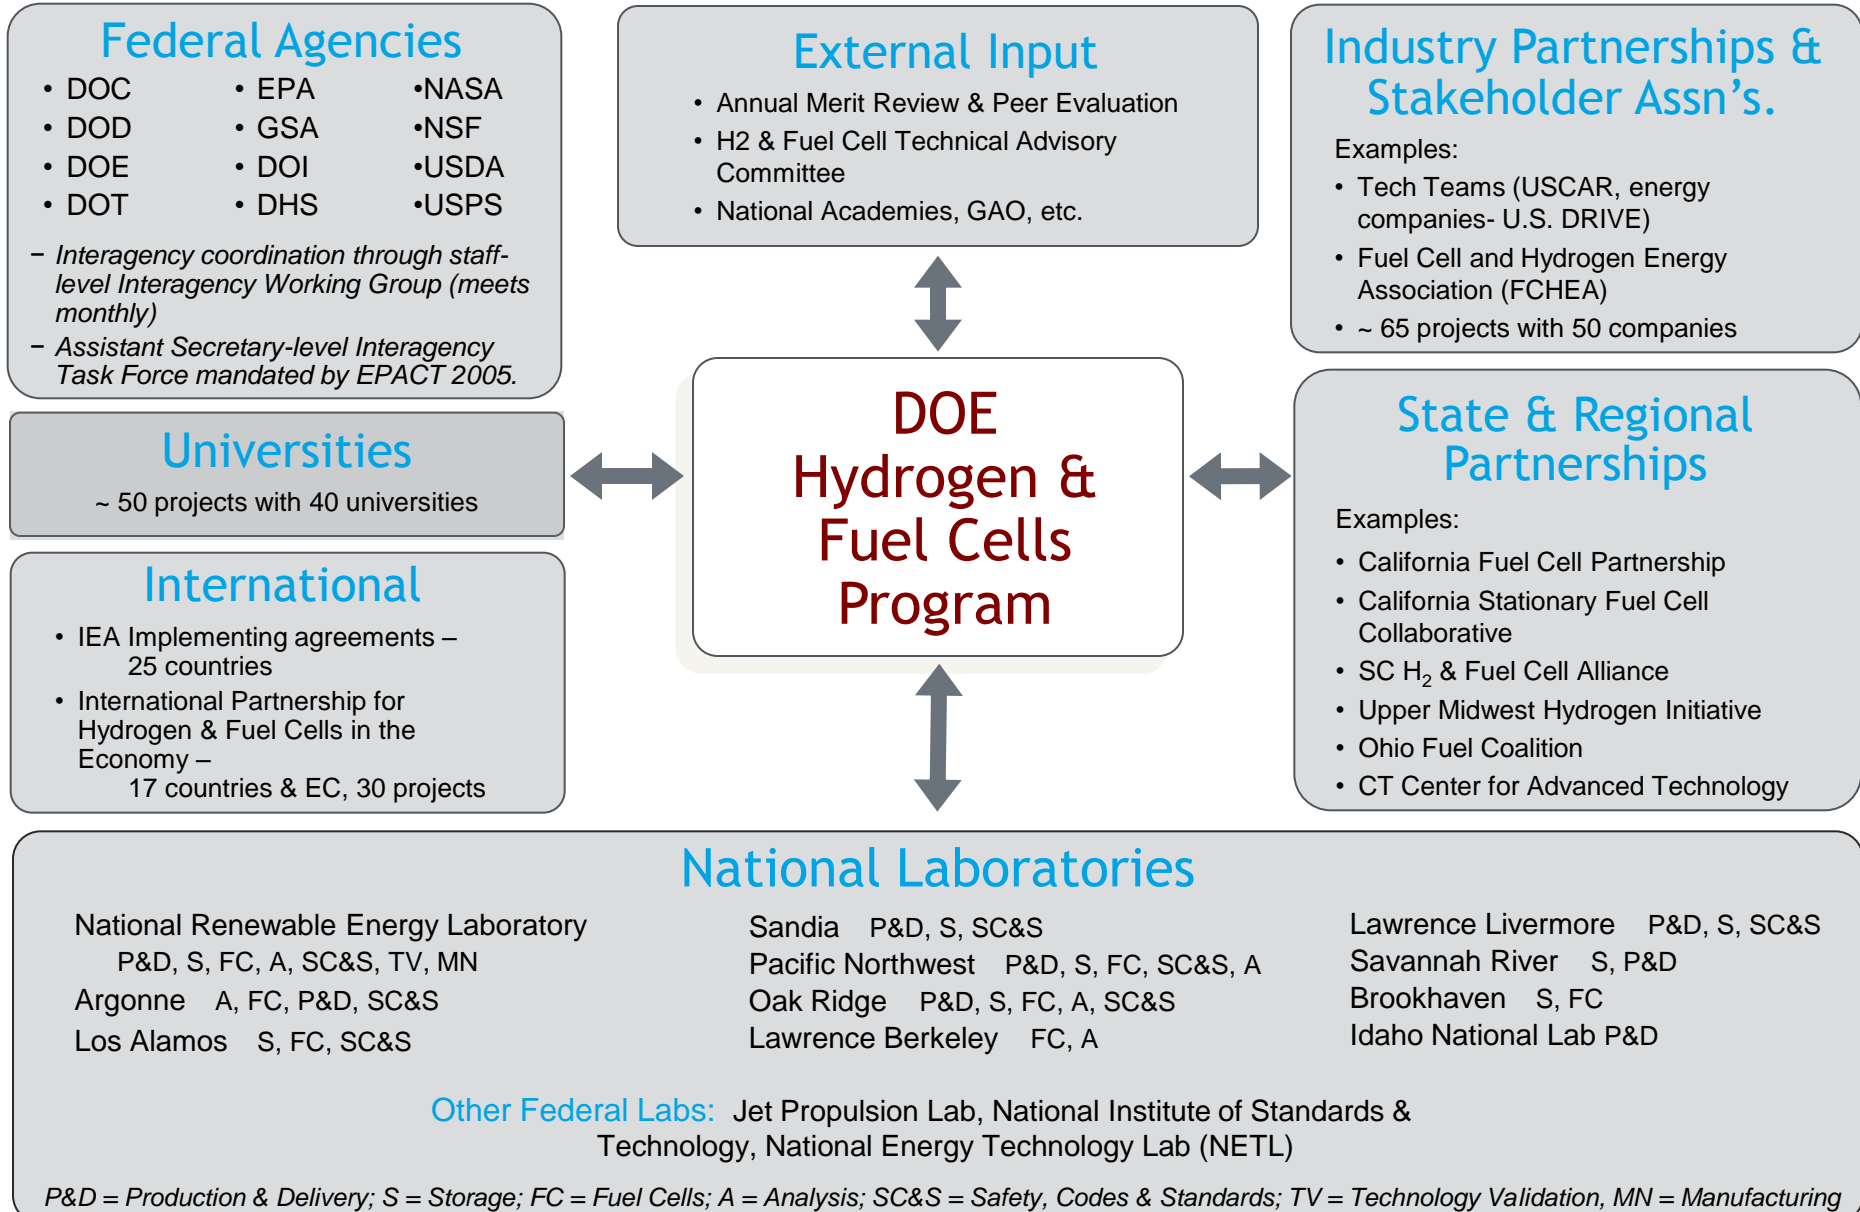 Federal Agencies
• DOC
• DOD
• DOE
• DOT
• EPA
• GSA
• DOI
• DHS
•NASA
•NSF
•USDA
•USPS
– Interagency coordination through staff-
level Interagency Working Group (meets
monthly)
– Assistant Secretary-level Interagency
Task Force mandated by EPACT 2005.
External Input
• Annual Merit Review & Peer Evaluation
• H2 & Fuel Cell Technical Advisory
Committee
• National Academies, GAO, etc.
Industry Partnerships &
Stakeholder Assn's.
Examples:
• Tech Teams (USCAR, energy
companies- U.S. DRIVE)
• Fuel Cell and Hydrogen Energy
Association (FCHEA)
• ~ 65 projects with 50 companies
Universities
~ 50 projects with 40 universities
DOE
Hydrogen &
Fuel Cells
Program
State & Regional
Partnerships
Examples:
• California Fuel Cell Partnership
• California Stationary Fuel Cell
Collaborative
• SC H₂ & Fuel Cell Alliance
• Upper Midwest Hydrogen Initiative
• Ohio Fuel Coalition
• CT Center for Advanced Technology
International
• IEA Implementing agreements –
25 countries
• International Partnership for
Hydrogen & Fuel Cells in the
Economy –
17 countries & EC, 30 projects
National Laboratories
National Renewable Energy Laboratory
P&D, S, FC, A, SC&S, TV, MN
Argonne A, FC, P&D, SC&S
Los Alamos S, FC, SC&S
Sandia P&D, S, SC&S
Pacific Northwest P&D, S, FC, SC&S, A
Oak Ridge P&D, S, FC, A, SC&S
Lawrence Berkeley FC, A
Lawrence Livermore P&D, S, SC&S
Savannah River S, P&D
Brookhaven S, FC
Idaho National Lab P&D
Other Federal Labs: Jet Propulsion Lab, National Institute of Standards &
Technology, National Energy Technology Lab (NETL)
P&D = Production & Delivery; S = Storage; FC = Fuel Cells; A = Analysis; SC&S = Safety, Codes & Standards; TV = Technology Validation, MN = Manufacturing